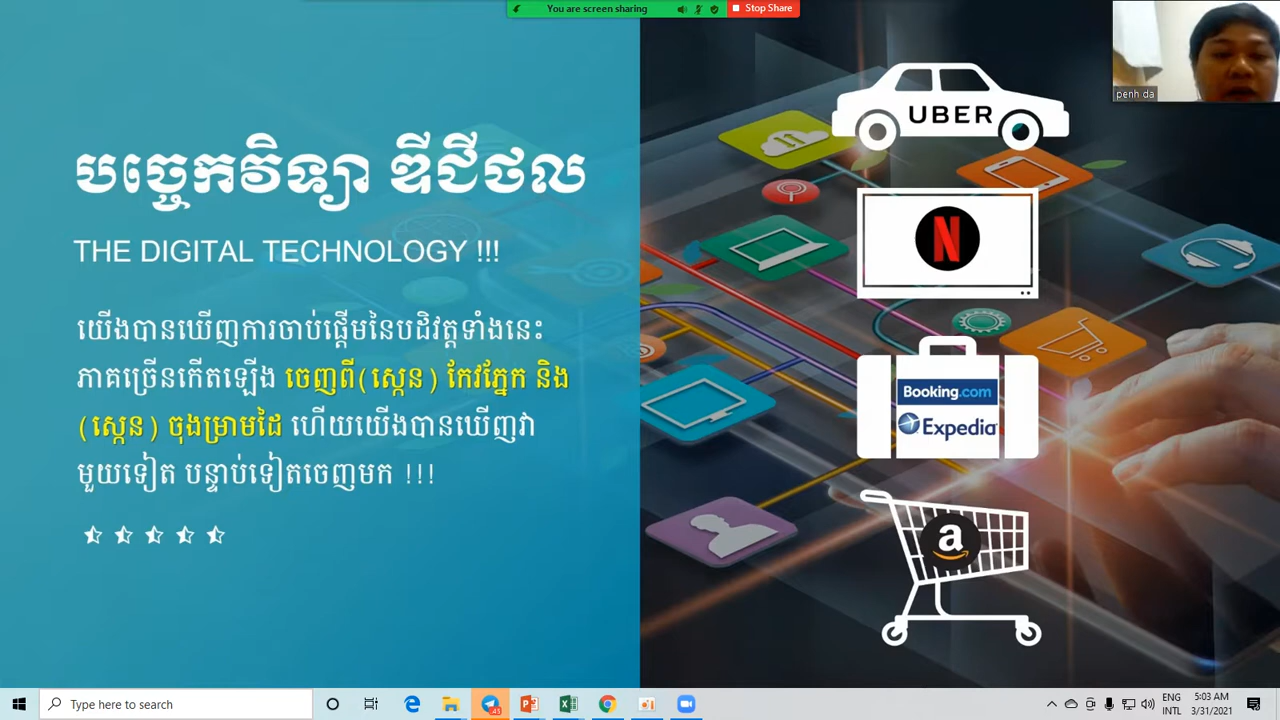 You are screen sharing
Stop Share
penh da
បច្ចេកវិទ្យា ឌីជីថល
THE DIGITAL TECHNOLOGY !!!
យើងបានឃើញការចាប់ផ្តើមនៃបដិវត្តទាំងនេះ
ភាគច្រើនកើតឡើង ចេញពី(ស្កេន) កែវភ្នែក និង
(ស្កេន) ចុងម្រាមដៃ ហើយយើងបានឃើញវា
មួយទៀត បន្ទាប់ទៀតចេញមក !!!
UBER
N
Booking.com
Expedia
a
Type here to search
ENG
INTL
5:03 AM
3/31/2021